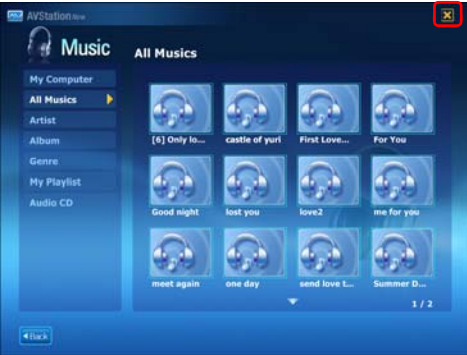 AVStation Now
Music
All Musics
My Computer
All Musics
Artist
Album
Genre
My Playlist
Audio CD
[6] Only lo...
castle of yuri
First Love...
For You
Good night
lost you
love2
me for you
meet again
one day
send love t...
Summer D...
1 / 2
Back